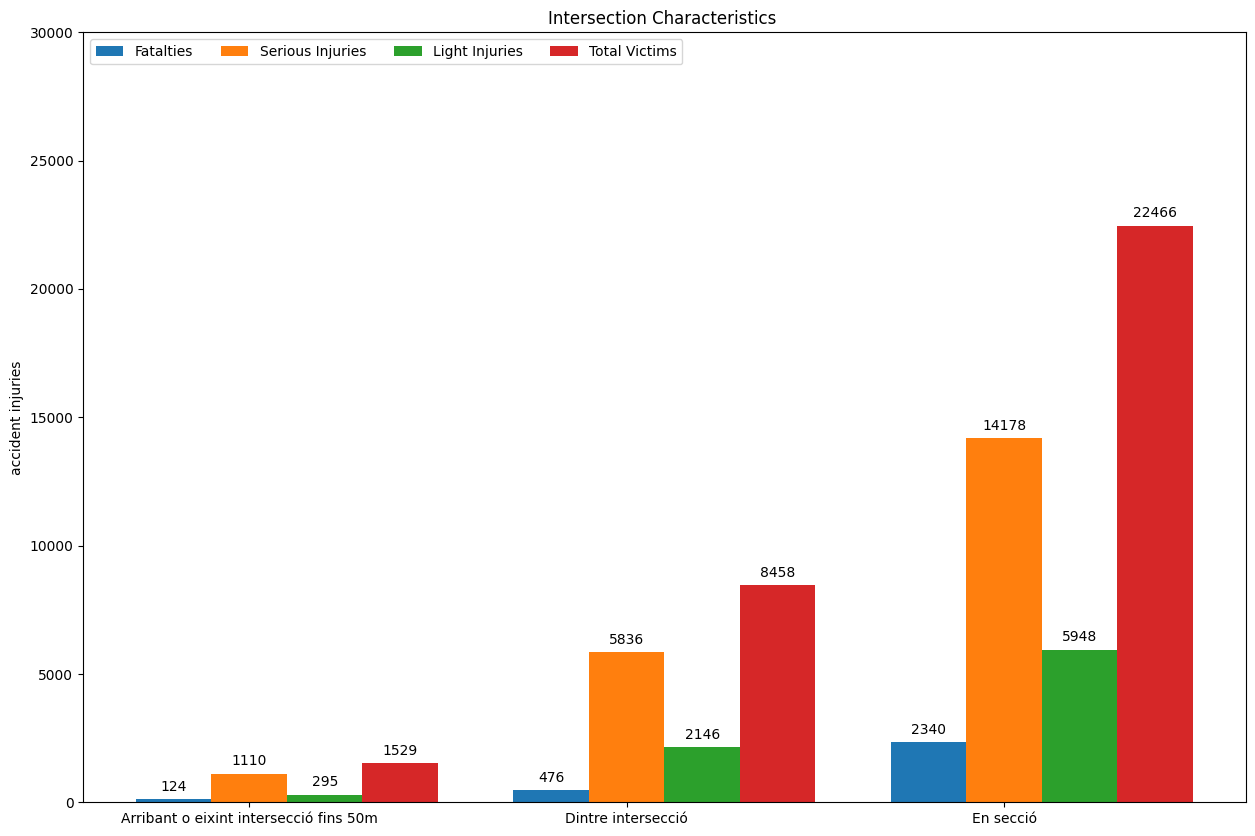 Intersection Characteristics
Fatalties Serious Injuries Light Injuries Total Victims
30000
25000
20000
15000
10000
5000
0
accident injuries
124 1110 295 1529
476 5836 2146 8458
2340 14178 5948 22466
Arribant o eixint intersecció fins 50m Dintre intersecció En secció